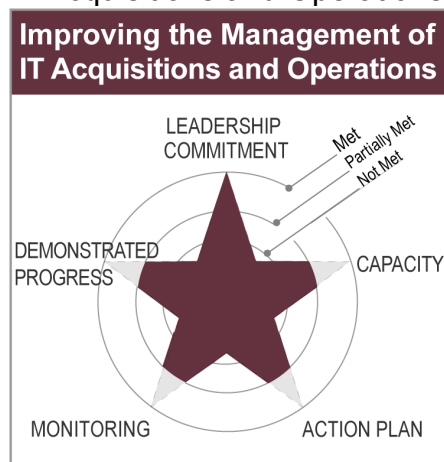 Improving the Management of
IT Acquisitions and Operations
LEADERSHIP
COMMITMENT
Met
Partially Met
Not Met
DEMONSTRATED
PROGRESS
CAPACITY
MONITORING
ACTION PLAN